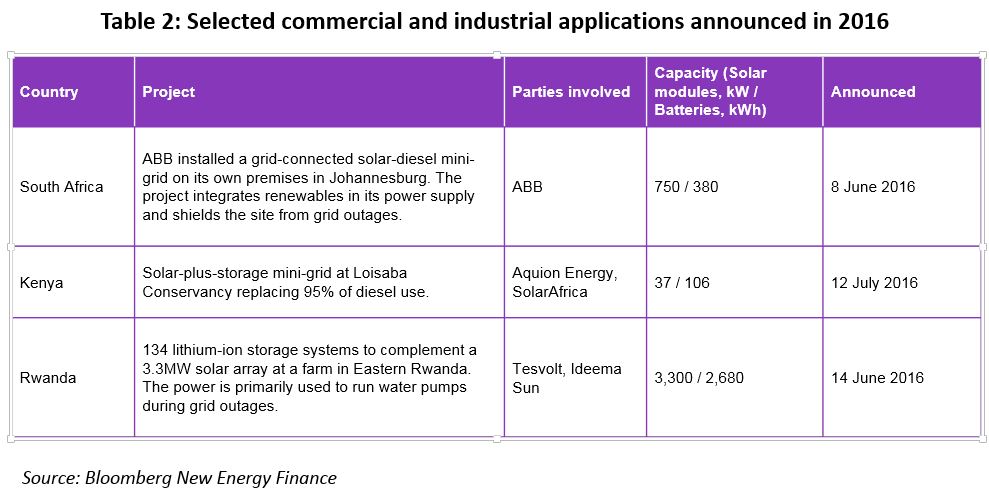 Table 2: Selected commercial and industrial applications announced in 2016
Country
Project
Parties involved
Capacity (Solar
modules, kW /
Batteries, kWh)
Announced
South Africa
ABB installed a grid-connected solar-diesel mini-
grid on its own premises in Johannesburg. The
project integrates renewables in its power supply
and shields the site from grid outages.
ABB
750 / 380
8 June 2016
Kenya
Solar-plus-storage mini-grid at Loisaba
Conservancy replacing 95% of diesel use.
Aquion Energy,
SolarAfrica
37 / 106
12 July 2016
Rwanda
134 lithium-ion storage systems to complement a
3.3MW solar array at a farm in Eastern Rwanda.
The power is primarily used to run water pumps
during grid outages.
Tesvolt, Ideema
Sun
3,300 / 2,680
14 June 2016
Source: Bloomberg New Energy Finance